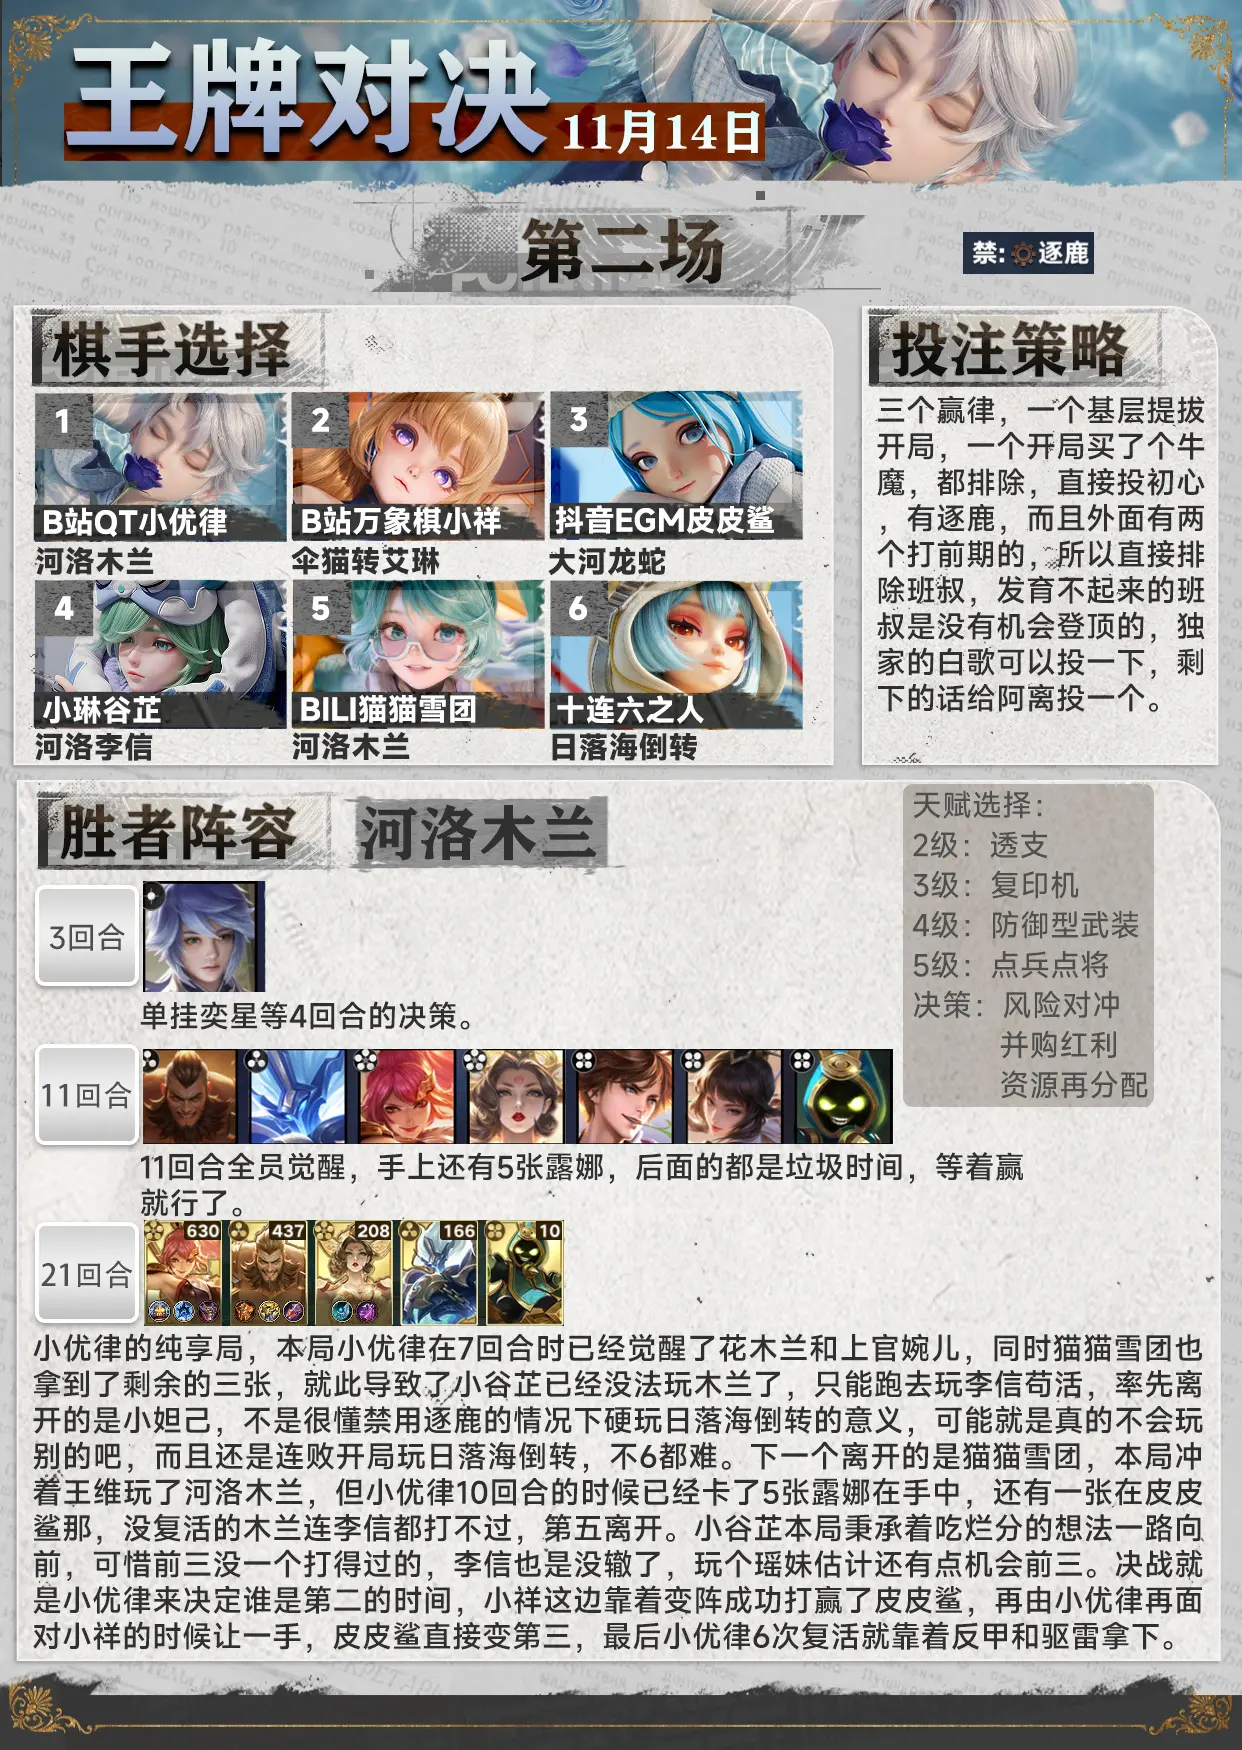 王牌对决
11月14日
第二场
禁:逐鹿
棋手选择
1
B站QT小优律
河洛木兰
2
B站万象棋小祥
伞猫转艾琳
3
抖音EGM皮皮鲨
大河龙蛇
4
小琳谷芷
河洛李信
5
BILI猫猫雪团
河洛木兰
6
十连六之人
日落海倒转
投注策略
三个赢律，一个基层提拔
开局，一个开局买了个牛
魔，都排除，直接投初心
，有逐鹿，而且外面有两
个打前期的，所以直接排
除班叔，发育不起来的班
叔是没有机会登顶的，独
家的白歌可以投一下，剩
下的话给阿离投一个。
胜者阵容
河洛木兰
天赋选择：
2级：透支
3级：复印机
4级：防御型武装
5级：点兵点将
决策：风险对冲
并购红利
资源再分配
3回合
单挂奕星等4回合的决策。
11回合
11回合全员觉醒，手上还有5张露娜，后面的都是垃圾时间，等着赢
就行了。
21回合
630
437
208
166
10
小优律的纯享局，本局小优律在7回合时已经觉醒了花木兰和上官婉儿，同时猫猫雪团也
拿到了剩余的三张，就此导致了小谷芷已经没法玩木兰了，只能跑去玩李信苟活，率先离
开的是小妲己，不是很懂禁用逐鹿的情况下硬玩日落海倒转的意义，可能就是真的不会玩
别的吧，而且还是连败开局玩日落海倒转，不6都难。下一个离开的是猫猫雪团，本局冲
着王维玩了河洛木兰，但小优律10回合的时候已经卡了5张露娜在手中，还有一张在皮皮
鲨那，没复活的木兰连李信都打不过，第五离开。小谷芷本局秉承着吃烂分的想法一路向
前，可惜前三没一个打得过的，李信也是没辙了，玩个瑶妹估计还有点机会前三。决战就
是小优律来决定谁是第二的时间，小祥这边靠着变阵成功打赢了皮皮鲨，再由小优律再面
对小祥的时候让一手，皮皮鲨直接变第三，最后小优律6次复活就靠着反甲和驱雷拿下。